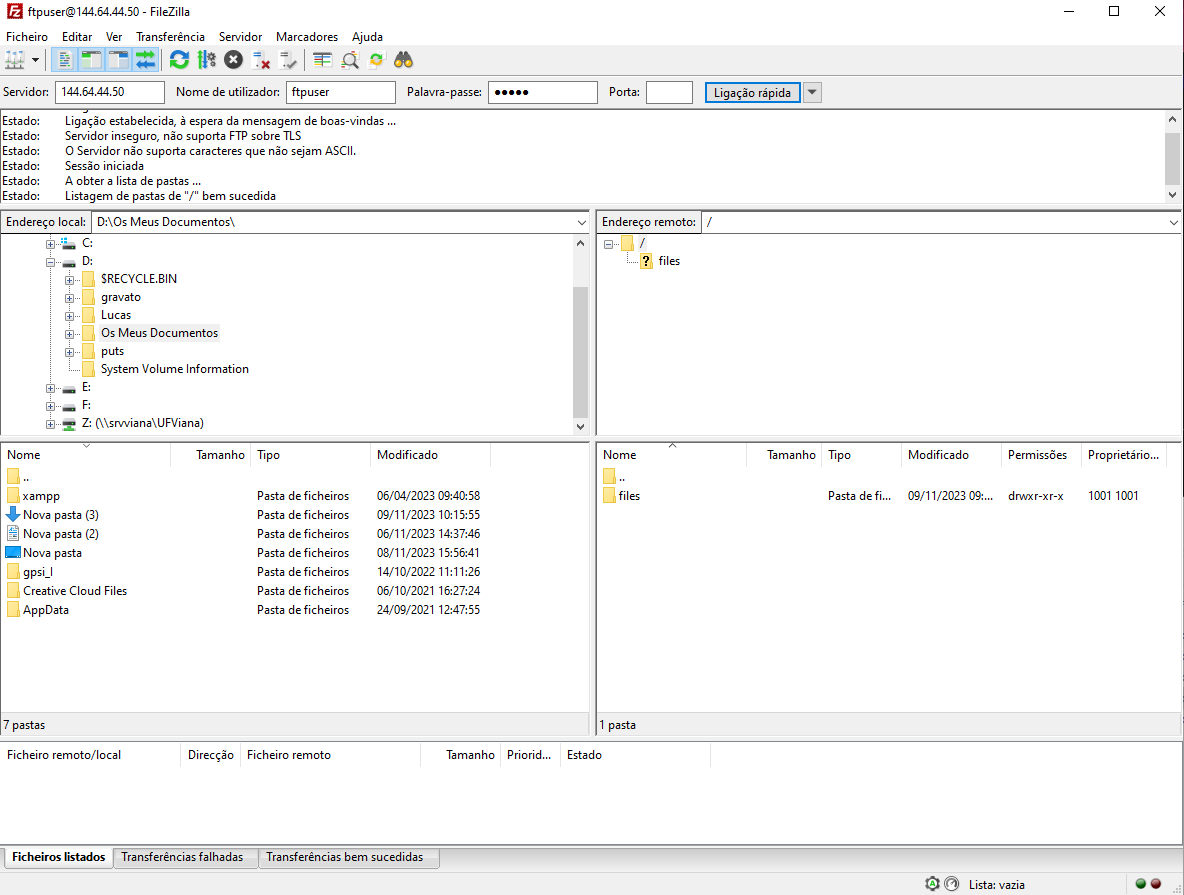 ftpuser@144.64.44.50 - FileZilla
Ficheiro Editar Ver Transferência Servidor Marcadores Ajuda
Servidor: 144.64.44.50 Nome de utilizador: ftpuser Palavra-passe: ●●●●● Porta: Ligação rápida
Estado: Ligação estabelecida, à espera da mensagem de boas-vindas ...
Estado: Servidor inseguro, não suporta FTP sobre TLS
Estado: O Servidor não suporta caracteres que não sejam ASCII.
Estado: Sessão iniciada
Estado: A obter a lista de pastas ...
Estado: Listagem de pastas de "/" bem sucedida
Endereço local: D:\Os Meus Documentos\
C:
D:
$RECYCLE.BIN
gravato
Lucas
Os Meus Documentos
puts
System Volume Information
E:
F:
Z: (\\srvviana\UFViana)
Endereço remoto: /
/
files
Nome Tamanho Tipo Modificado
..
xampp Pasta de ficheiros 06/04/2023 09:40:58
Nova pasta (3) Pasta de ficheiros 09/11/2023 10:15:55
Nova pasta (2) Pasta de ficheiros 06/11/2023 14:37:46
Nova pasta Pasta de ficheiros 08/11/2023 15:56:41
gpsi_l Pasta de ficheiros 14/10/2022 11:11:26
Creative Cloud Files Pasta de ficheiros 06/10/2021 16:27:24
AppData Pasta de ficheiros 24/09/2021 12:47:55
7 pastas
Nome Tamanho Tipo Modificado Permissões Proprietário...
..
files Pasta de fi... 09/11/2023 09:... drwxr-xr-x 1001 1001
1 pasta
Ficheiro remoto/local Direcção Ficheiro remoto Tamanho Priorid... Estado
Ficheiros listados Transferências falhadas Transferências bem sucedidas
Lista: vazia